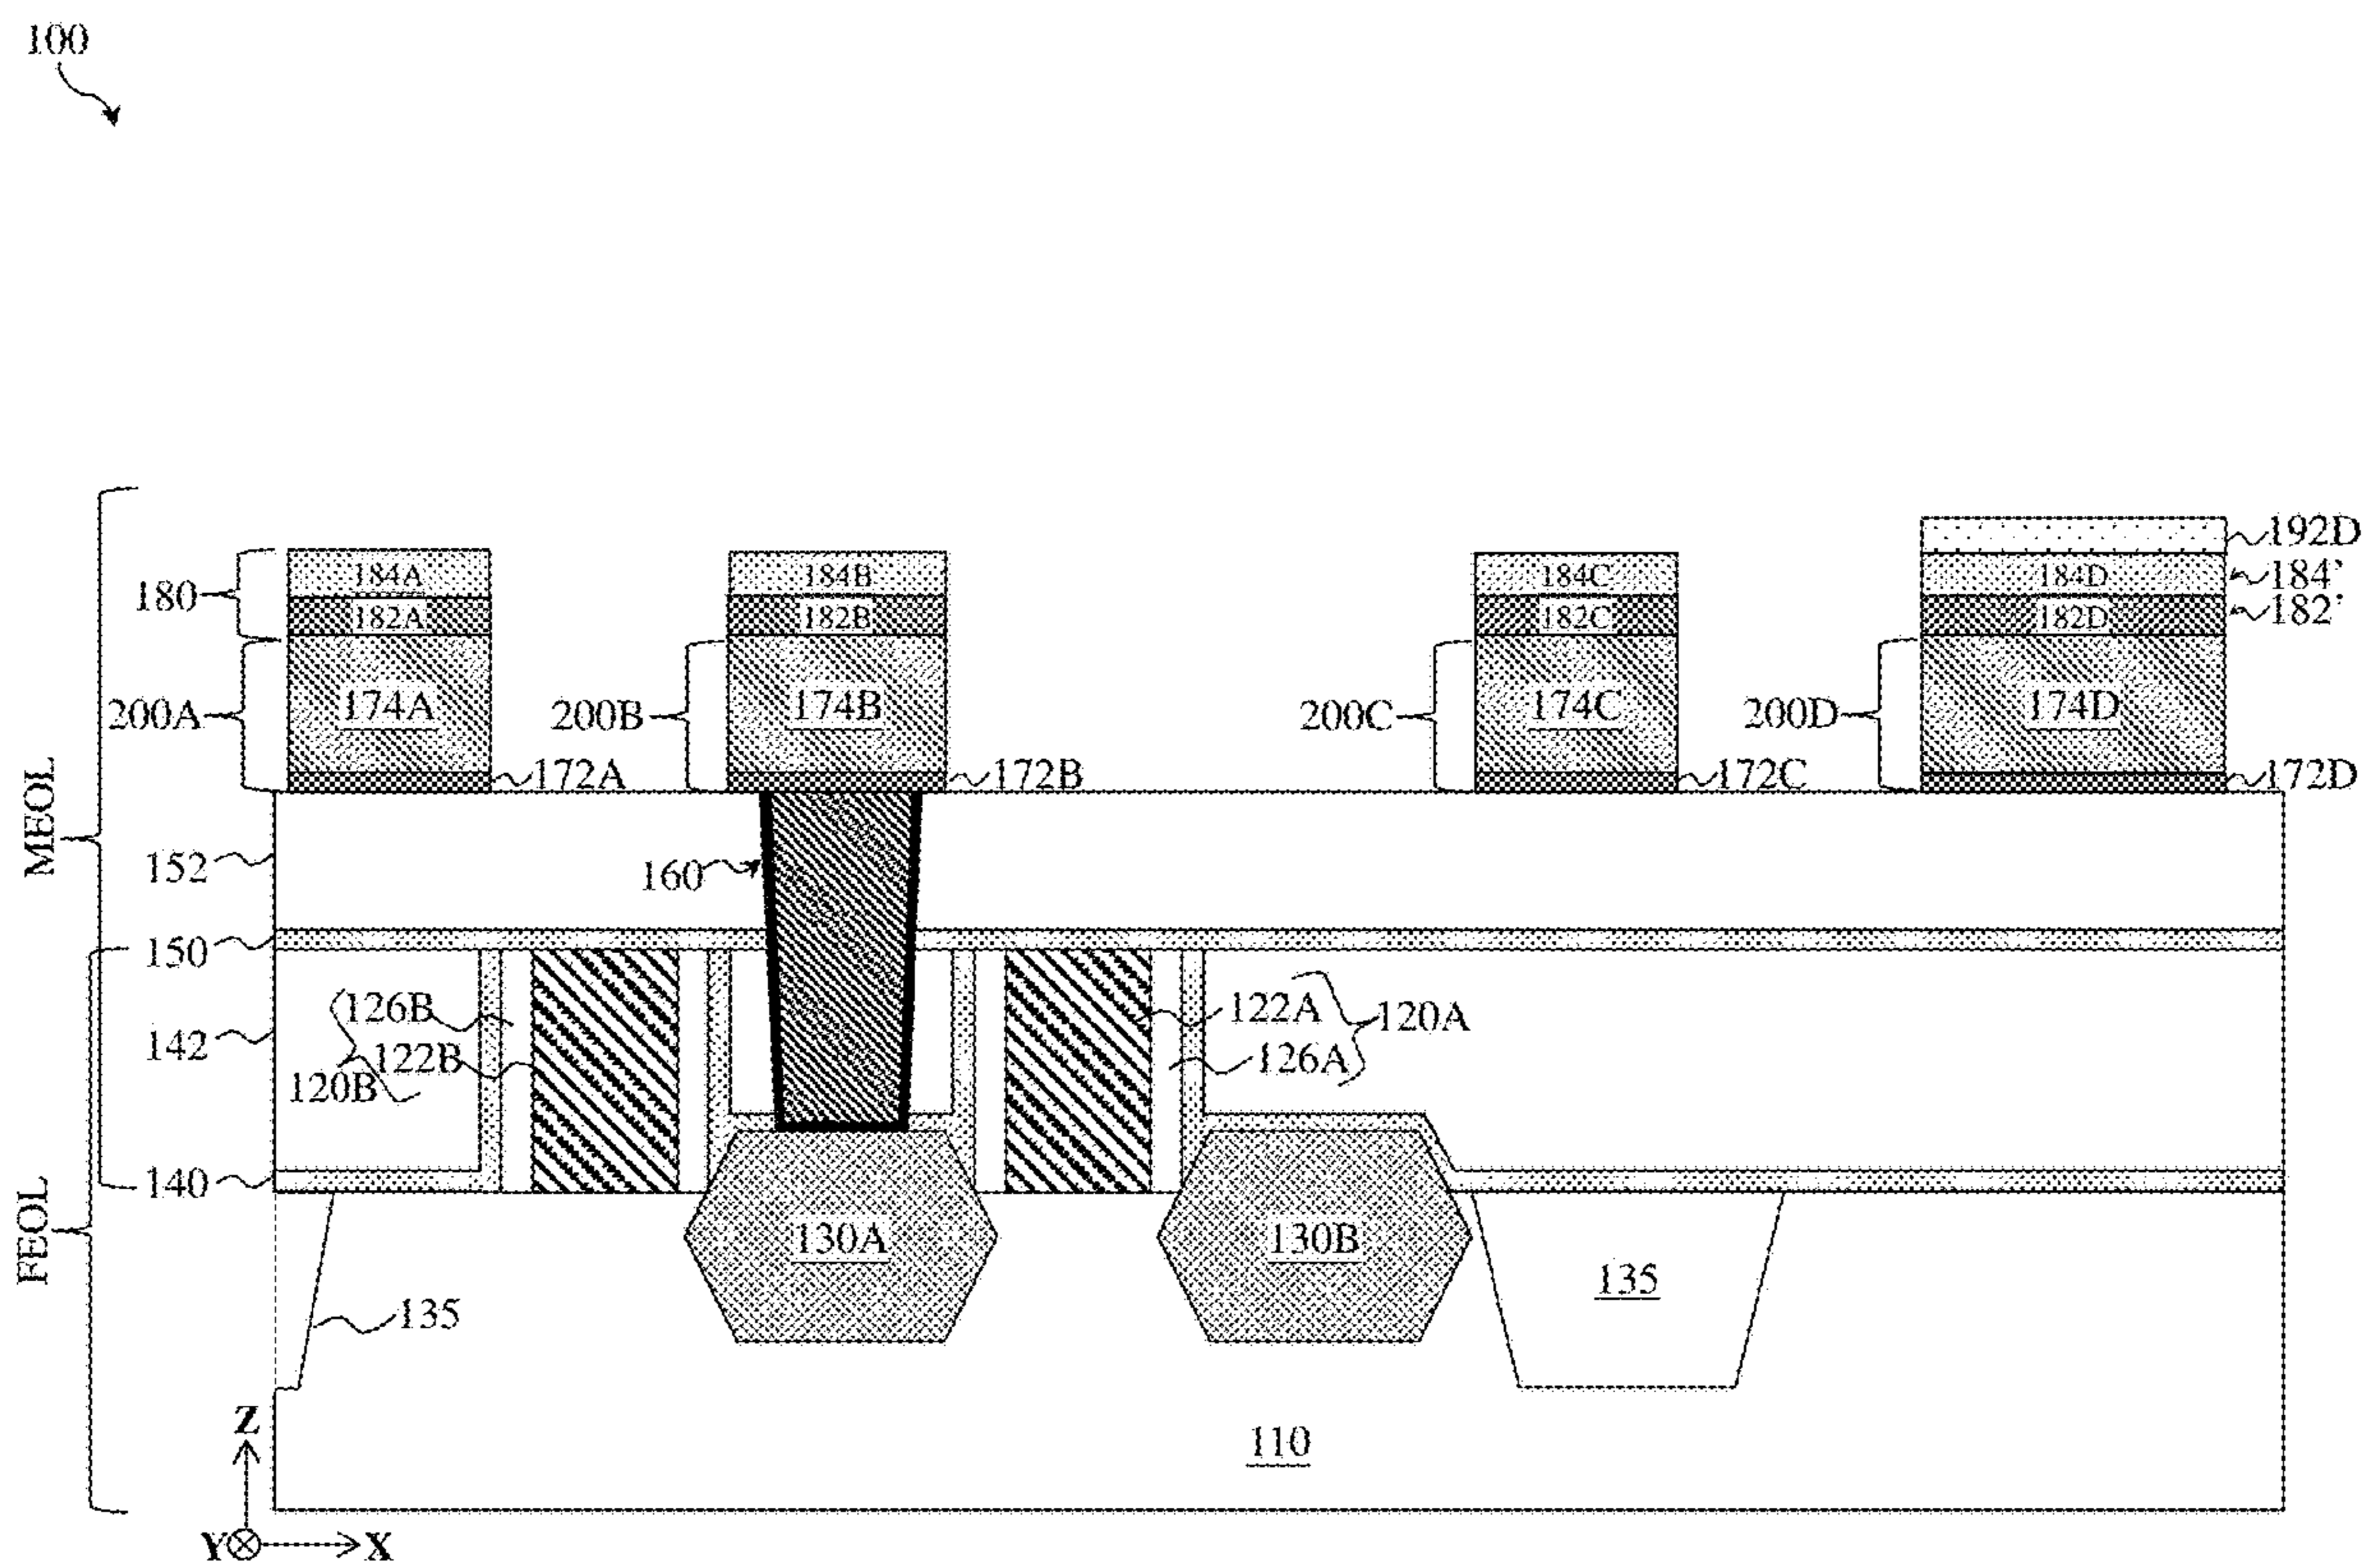 100
192D
184A 184B 184C 184D 184'
180
182A 182B 182C 182D 182'
174A 174B 174C 174D
200A 200B 200C 200D
172A 172B 172C 172D
MEOL
152
160
150
126B 122A 120A
142
122B 126A
120B
140
FEOL
130A 130B
135
135
Z
110
Y X